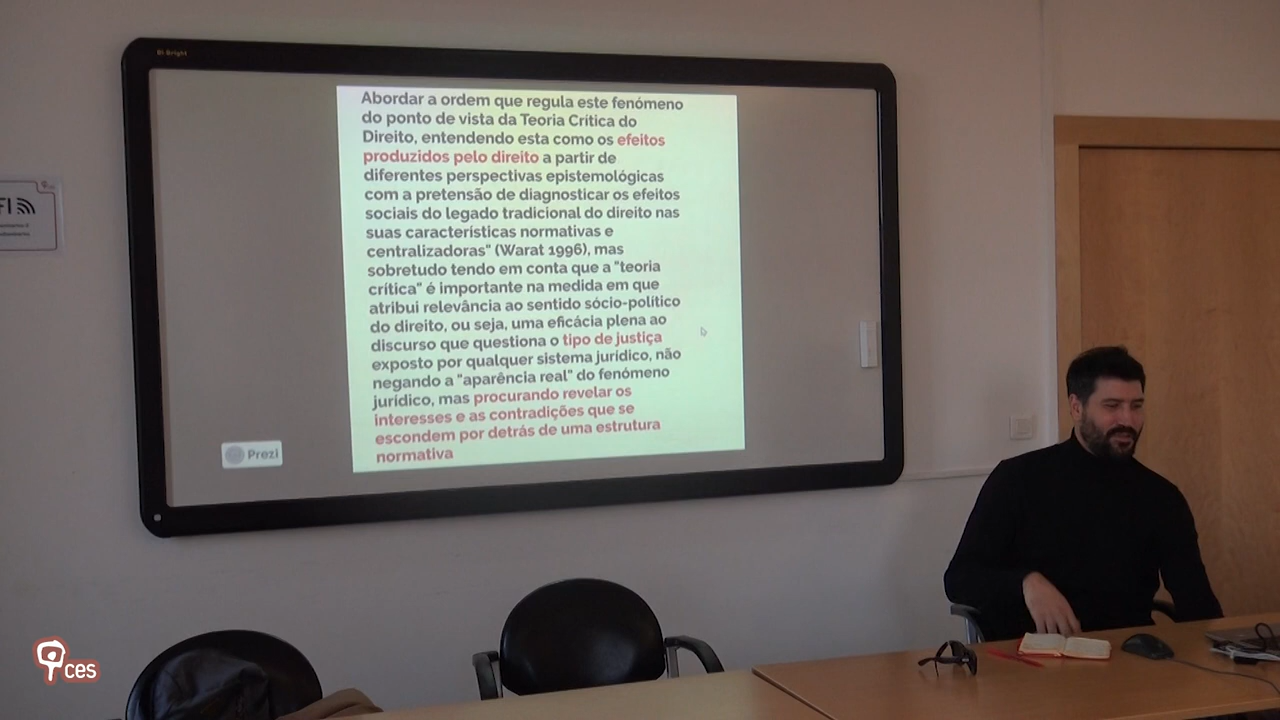 Bi Bright
Abordar a ordem que regula este fenómeno
do ponto de vista da Teoria Crítica do
Direito, entendendo esta como os efeitos
produzidos pelo direito a partir de
diferentes perspectivas epistemológicas
com a pretensão de diagnosticar os efeitos
sociais do legado tradicional do direito nas
suas características normativas e
centralizadoras" (Warat 1996), mas
sobretudo tendo em conta que a "teoria
crítica" é importante na medida em que
atribui relevância ao sentido sócio-político
do direito, ou seja, uma eficácia plena ao
discurso que questiona o tipo de justiça
exposto por qualquer sistema jurídico, não
negando a "aparência real" do fenómeno
jurídico, mas procurando revelar os
interesses e as contradições que se
escondem por detrás de uma estrutura
normativa
Prezi
FI
ces